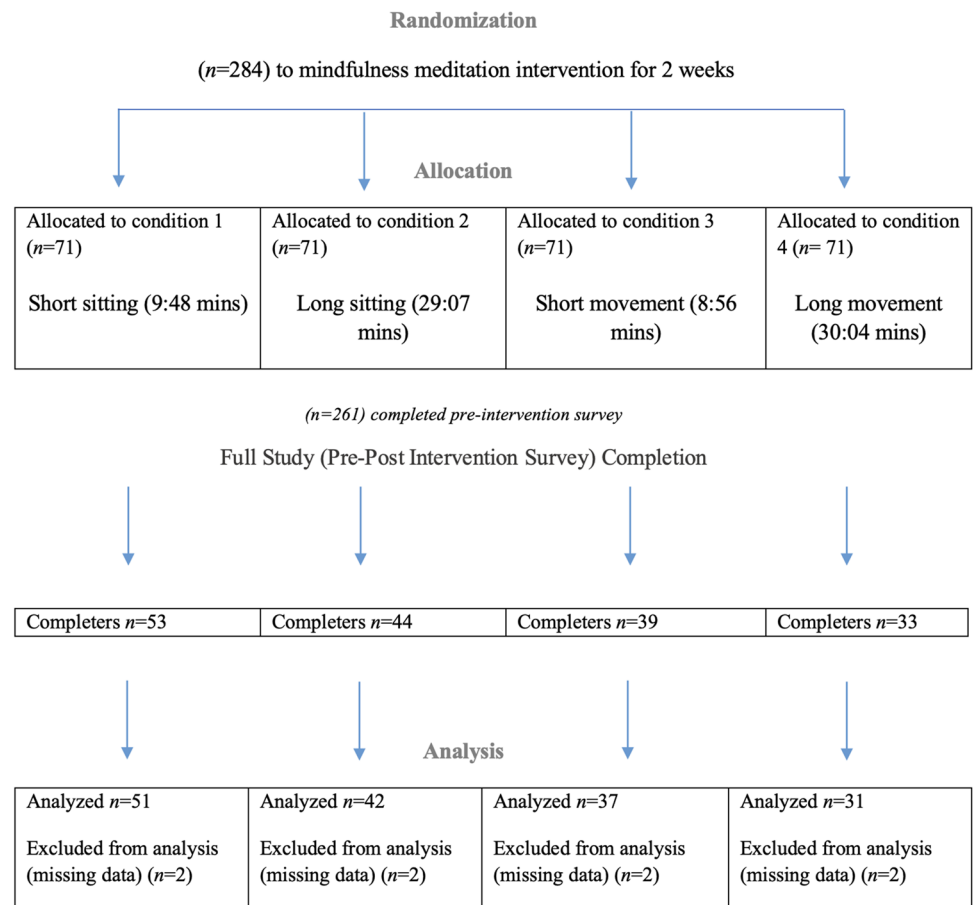 Randomization
(n=284) to mindfulness meditation intervention for 2 weeks
Allocation
Allocated to condition 1
(n=71)
Short sitting (9:48 mins)
Allocated to condition 2
(n=71)
Long sitting (29:07
mins)
Allocated to condition 3
(n=71)
Short movement (8:56
mins)
Allocated to condition
4 (n= 71)
Long movement
(30:04 mins)
(n=261) completed pre-intervention survey
Full Study (Pre-Post Intervention Survey) Completion
Completers n=53
Completers n=44
Completers n=39
Completers n=33
Analysis
Analyzed n=51
Excluded from analysis
(missing data) (n=2)
Analyzed n=42
Excluded from analysis
(missing data) (n=2)
Analyzed n=37
Excluded from analysis
(missing data) (n=2)
Analyzed n=31
Excluded from analysis
(missing data) (n=2)